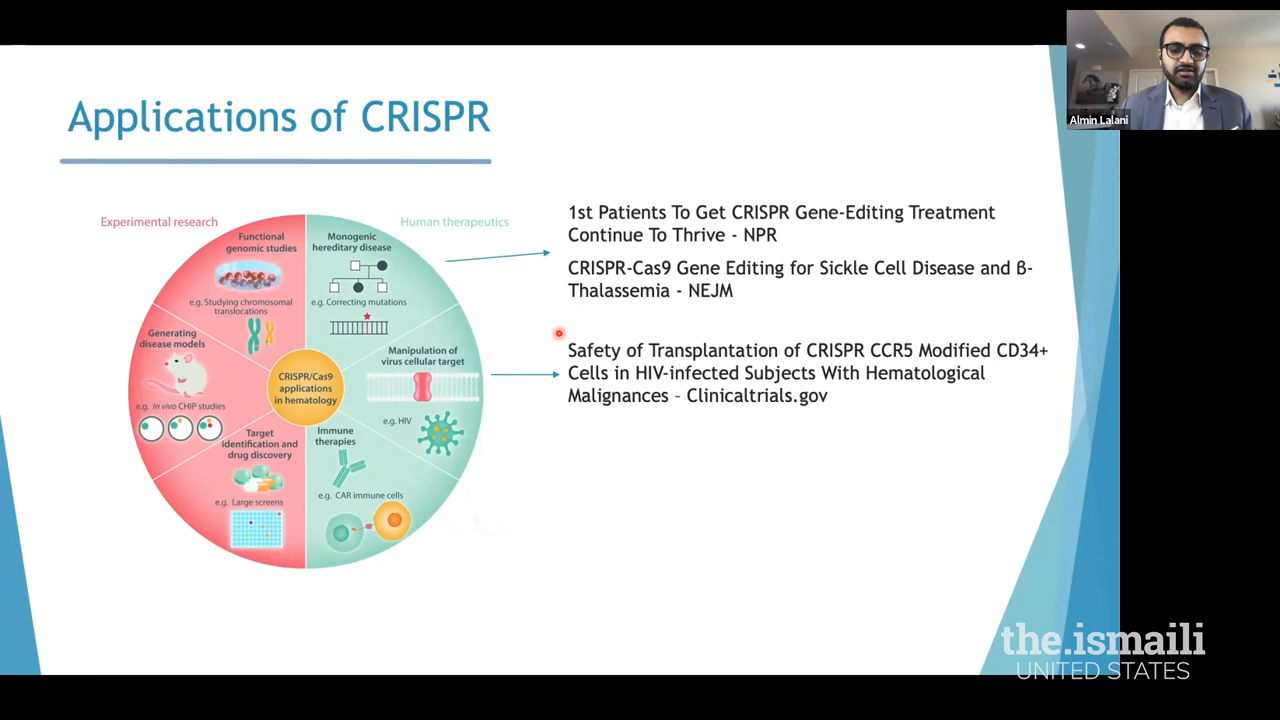 Almin Lalani
Applications of CRISPR
Experimental research
Human therapeutics
Functional
genomic studies
e.g. Studying chromosomal
translocations
Monogenic
hereditary disease
e.g. Correcting mutations
Generating
disease models
e.g. In vivo CHIP studies
CRISPR/Cas9
applications
in hematology
Manipulation of
virus cellular target
e.g. HIV
Target
identification and
drug discovery
e.g. Large screens
Immune
therapies
e.g. CAR immune cells
1st Patients To Get CRISPR Gene-Editing Treatment
Continue To Thrive - NPR
CRISPR-Cas9 Gene Editing for Sickle Cell Disease and ß-
Thalassemia - NEJM
Safety of Transplantation of CRISPR CCR5 Modified CD34+
Cells in HIV-infected Subjects With Hematological
Malignances – Clinicaltrials.gov
the.ismaili
UNITED STATES